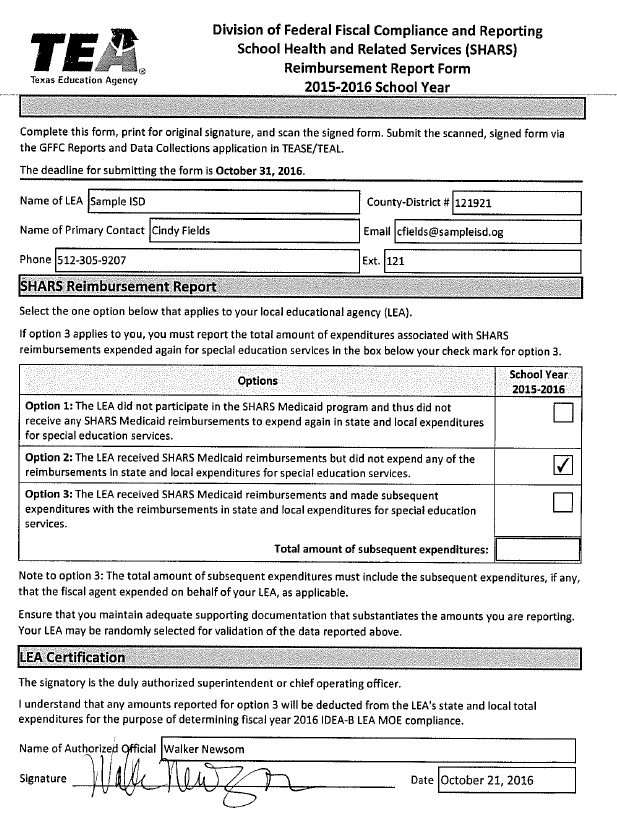 Division of Federal Fiscal Compliance and Reporting
School Health and Related Services (SHARS)
Reimbursement Report Form
2015-2016 School Year
TEA®
Texas Education Agency
Complete this form, print for original signature, and scan the signed form. Submit the scanned, signed form via
the GFFC Reports and Data Collections application in TEASE/TEAL.
The deadline for submitting the form is October 31, 2016.
Name of LEA Sample ISD County-District # 121921
Name of Primary Contact Cindy Fields Email cfields@sampleisd.og
Phone 512-305-9207 Ext. 121
SHARS Reimbursement Report
Select the one option below that applies to your local educational agency (LEA).
If option 3 applies to you, you must report the total amount of expenditures associated with SHARS
reimbursements expended again for special education services in the box below your check mark for option 3.
Options School Year
2015-2016
Option 1: The LEA did not participate in the SHARS Medicaid program and thus did not
receive any SHARS Medicaid reimbursements to expend again in state and local expenditures
for special education services.
Option 2: The LEA received SHARS Medicaid reimbursements but did not expend any of the
reimbursements in state and local expenditures for special education services. ✓
Option 3: The LEA received SHARS Medicaid reimbursements and made subsequent
expenditures with the reimbursements in state and local expenditures for special education
services.
Total amount of subsequent expenditures:
Note to option 3: The total amount of subsequent expenditures must include the subsequent expenditures, if any,
that the fiscal agent expended on behalf of your LEA, as applicable.
Ensure that you maintain adequate supporting documentation that substantiates the amounts you are reporting.
Your LEA may be randomly selected for validation of the data reported above.
LEA Certification
The signatory is the duly authorized superintendent or chief operating officer.
I understand that any amounts reported for option 3 will be deducted from the LEA's state and local total
expenditures for the purpose of determining fiscal year 2016 IDEA-B LEA MOE compliance.
Name of Authorized Official Walker Newsom
Signature Walk Newsom Date October 21, 2016